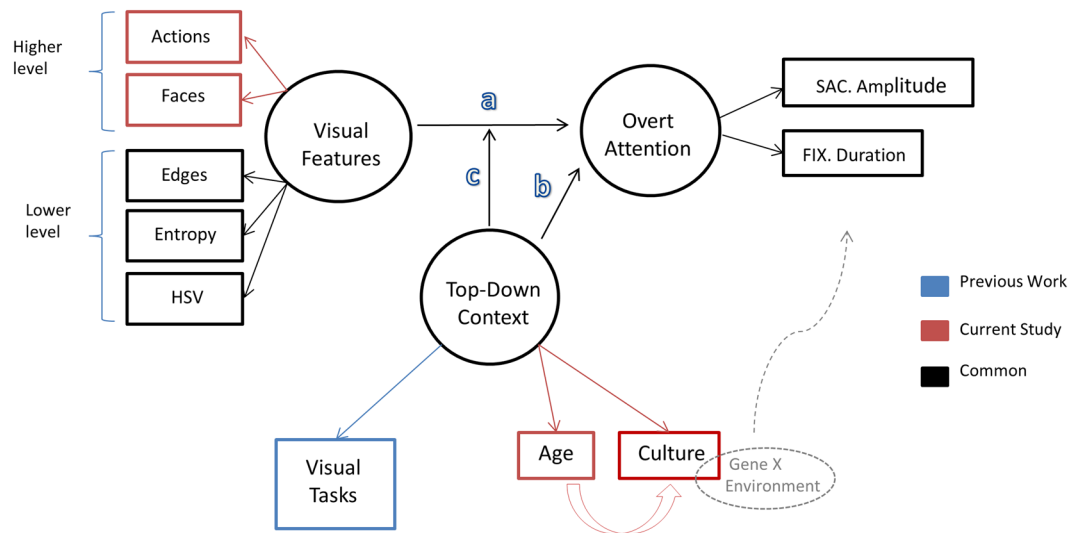 Higher
level
Actions
Faces
Lower
level
Edges
Entropy
HSV
Visual
Features
a
c
b
Overt
Attention
SAC. Amplitude
FIX. Duration
Top-Down
Context
Previous Work
Current Study
Common
Visual
Tasks
Age
Culture
Gene X
Environment